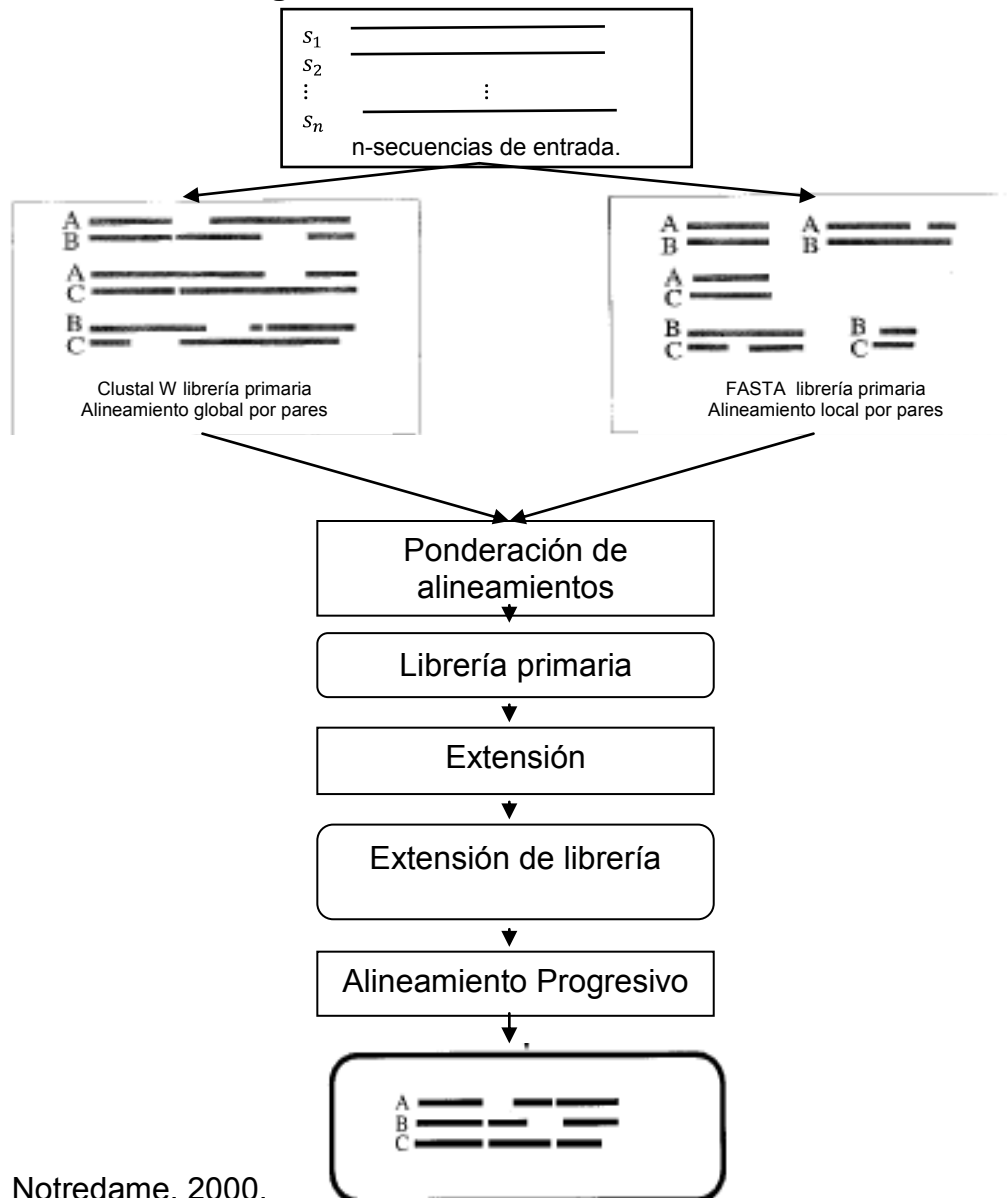 s₁
s₂
⋮ ⋮
sₙ
n-secuencias de entrada.
A
B
A
C
B
C
Clustal W librería primaria
Alineamiento global por pares
A A
B B
A
C
B B
C C
FASTA librería primaria
Alineamiento local por pares
Ponderación de
alineamientos
Librería primaria
Extensión
Extensión de librería
Alineamiento Progresivo
A
B
C
Notredame. 2000.